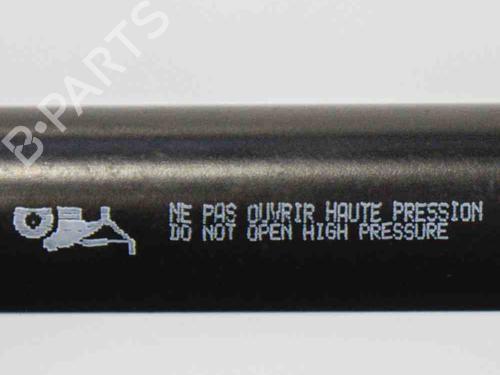 B-PARTS
NE PAS OUVRIR HAUTE PRESSION
DO NOT OPEN HIGH PRESSURE